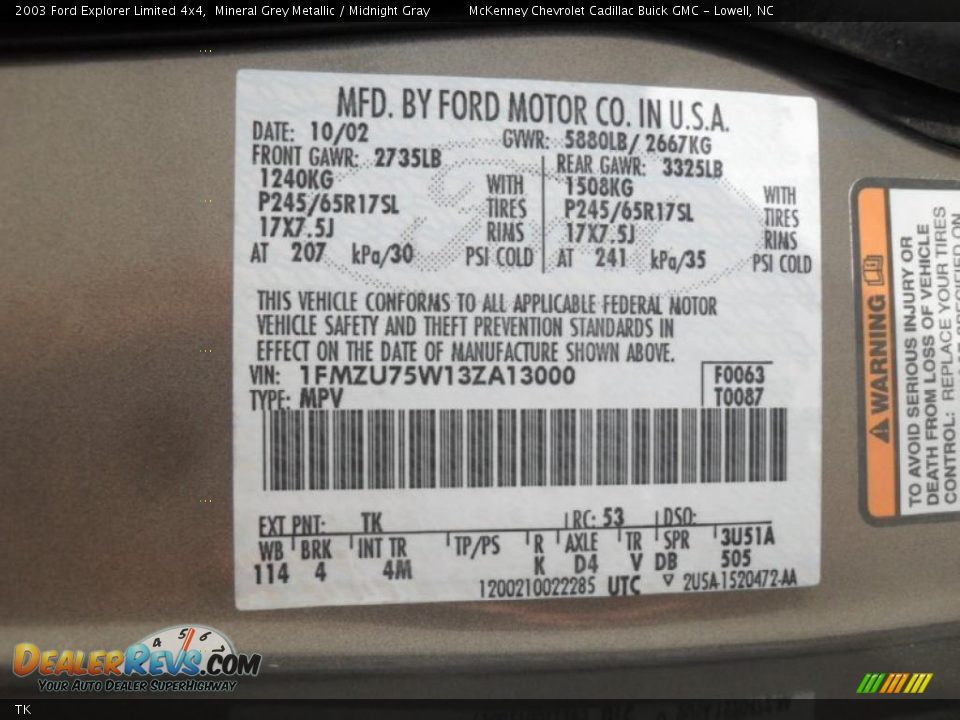 2003 Ford Explorer Limited 4x4, Mineral Grey Metallic / Midnight Gray McKenney Chevrolet Cadillac Buick GMC - Lowell, NC
MFD. BY FORD MOTOR CO. IN U.S.A.
DATE: 10/02 GVWR: 5880LB/ 2667KG
FRONT GAWR: 2735LB REAR GAWR: 3325LB
1240KG WITH 1508KG WITH
P245/65R17SL TIRES P245/65R17SL TIRES
17X7.5J RIMS 17X7.5J RIMS
AT 207 kPa/30 PSI COLD AT 241 kPa/35 PSI COLD
THIS VEHICLE CONFORMS TO ALL APPLICABLE FEDERAL MOTOR
VEHICLE SAFETY AND THEFT PREVENTION STANDARDS IN
EFFECT ON THE DATE OF MANUFACTURE SHOWN ABOVE.
VIN: 1FMZU75W13ZA13000 F0063
TYPE: MPV T0087
EXT PNT: TK RC: 53 DSO:
WB BRK INT TR TP/PS R AXLE TR SPR 3U51A
114 4 4M K D4 V DB 505
1200210022285 UTC ▽ 2U5A-1520472-AA
WARNING
TO AVOID SERIOUS INJURY OR
DEATH FROM LOSS OF VEHICLE
CONTROL: REPLACE YOUR TIRES
DEALERREVS.COM
YOUR AUTO DEALER SUPERHIGHWAY
4 5 6
TK